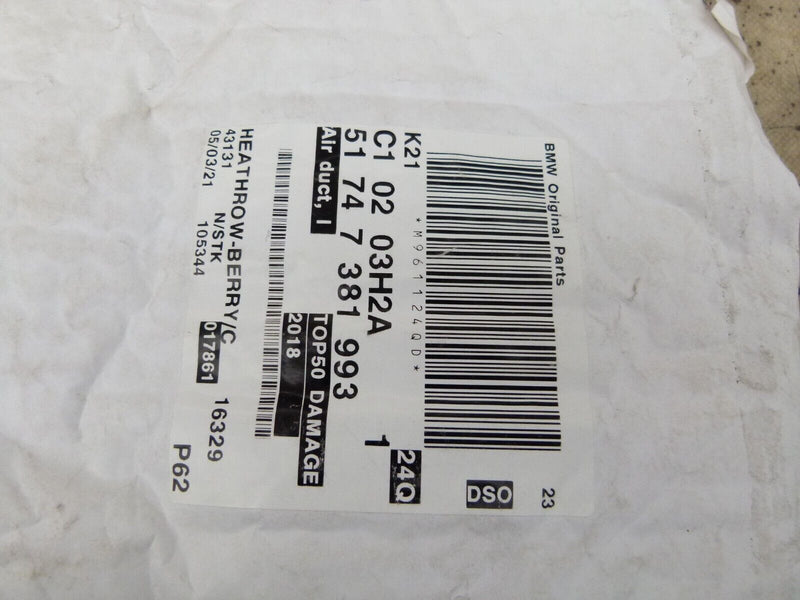 BMW Original Parts 23
DSO
*M961124QD*
K21 24Q
C1 02 03H2A 1
51 74 7 381 993
Air duct, l TOP50 DAMAGE
2018
HEATHROW-BERRY/C 16329
43131 N/STK 017861
05/03/21 105344
P62